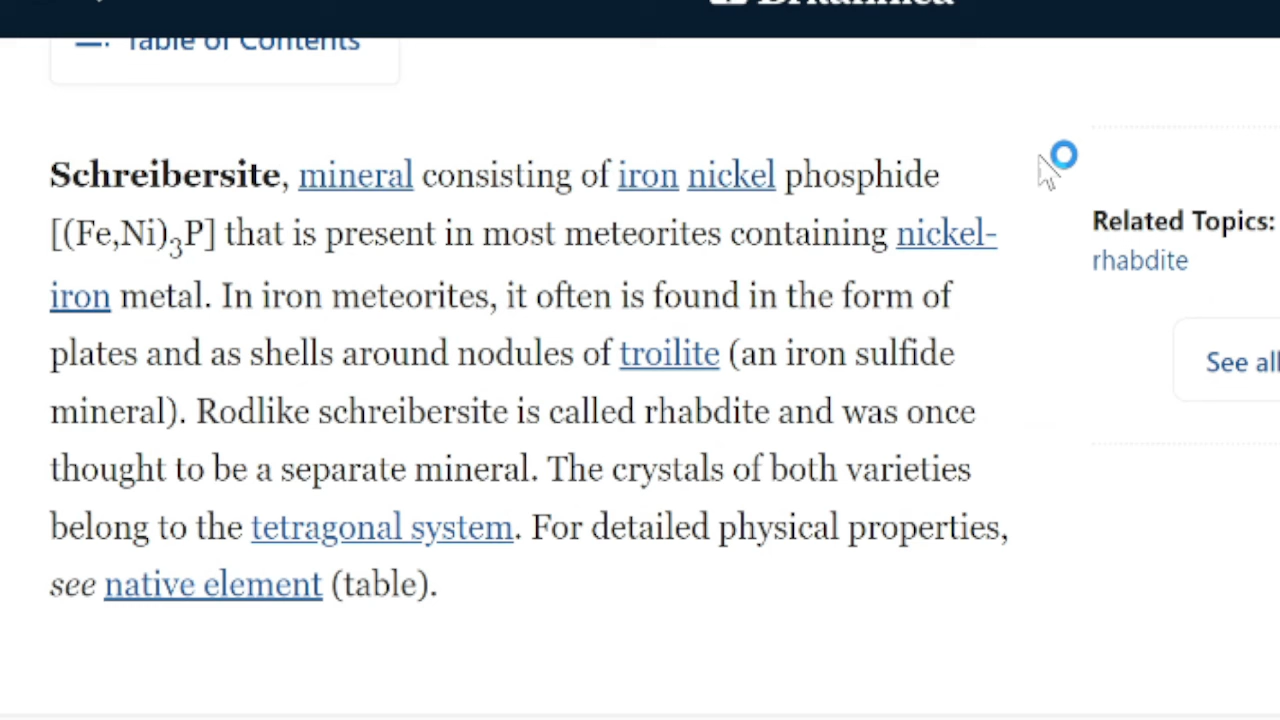 Britannica
Table of Contents
Schreibersite, mineral consisting of iron nickel phosphide
[(Fe,Ni)3P] that is present in most meteorites containing nickel-
iron metal. In iron meteorites, it often is found in the form of
plates and as shells around nodules of troilite (an iron sulfide
mineral). Rodlike schreibersite is called rhabdite and was once
thought to be a separate mineral. The crystals of both varieties
belong to the tetragonal system. For detailed physical properties,
see native element (table).
Related Topics:
rhabdite
See all